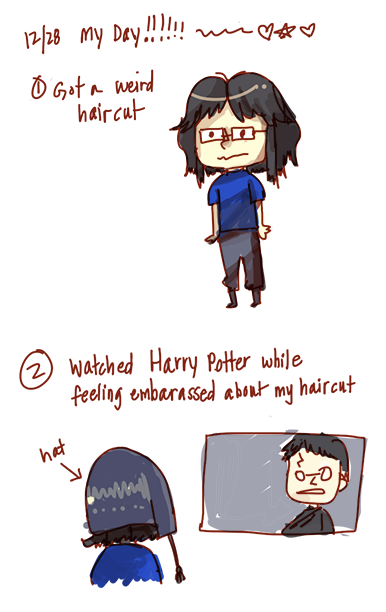 12/28 My Day!!!!!! ~ ♡☆♡
① Got a weird
haircut
② Watched Harry Potter while
feeling embarassed about my haircut
hat